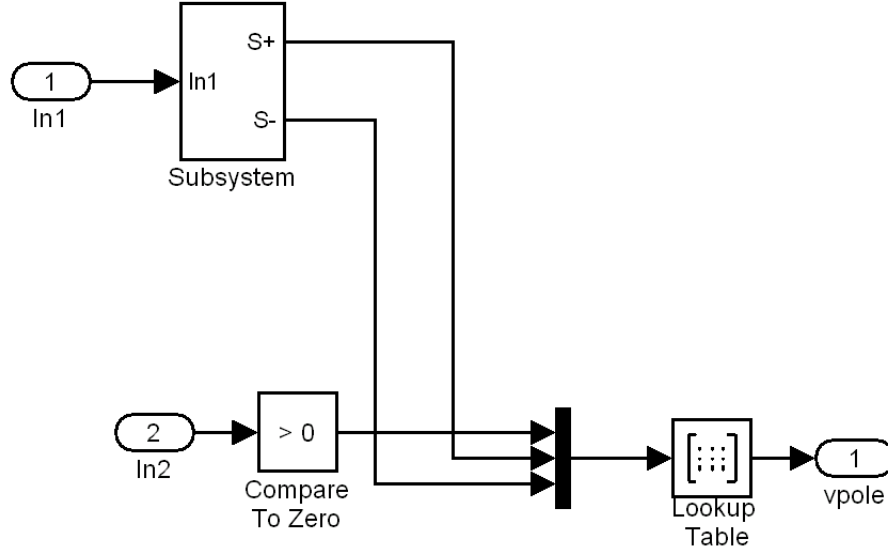 S+
1
In1
In1
S-
Subsystem
2
> 0
In2
Compare
To Zero
1
vpole
Lookup
Table